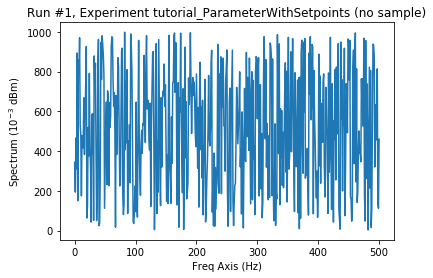 Run #1, Experiment tutorial_ParameterWithSetpoints (no sample)
1000
800
600
400
200
0
Spectrum (10⁻³ dBm)
0 100 200 300 400 500
Freq Axis (Hz)